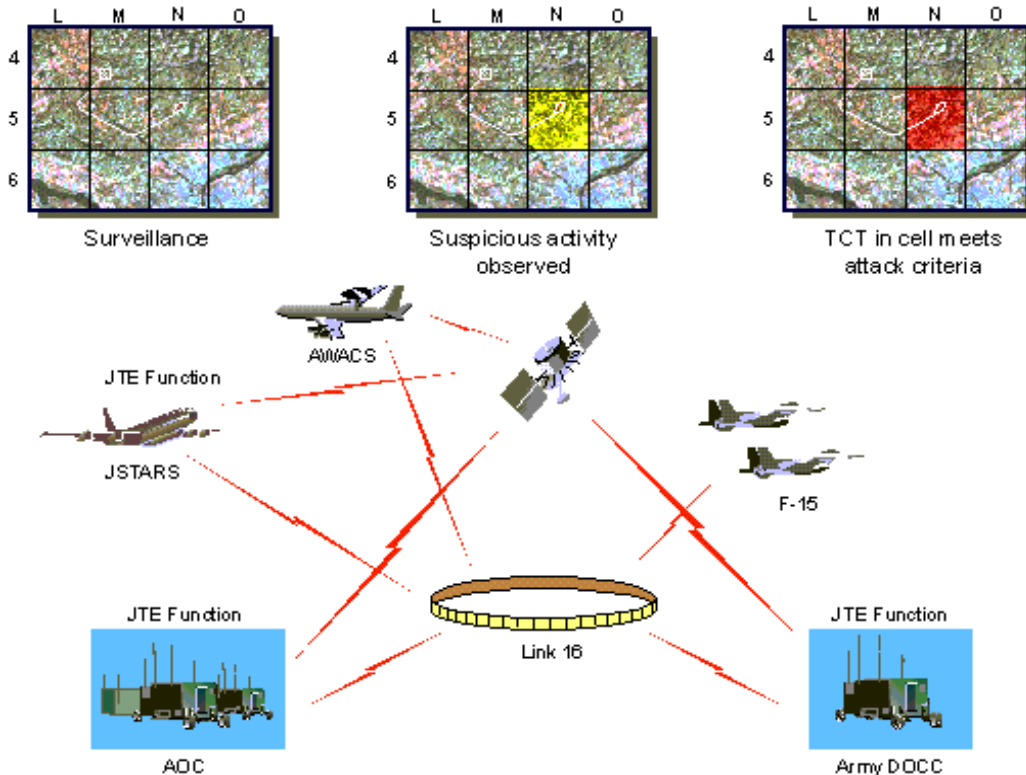 L M N O
L M N O
L M N O
4
5
6
4
5
6
4
5
6
Surveillance
Suspicious activity
observed
TCT in cell meets
attack criteria
AWACS
JTE Function
JSTARS
F-15
JTE Function
JTE Function
Link 16
AOC
Army DOCC